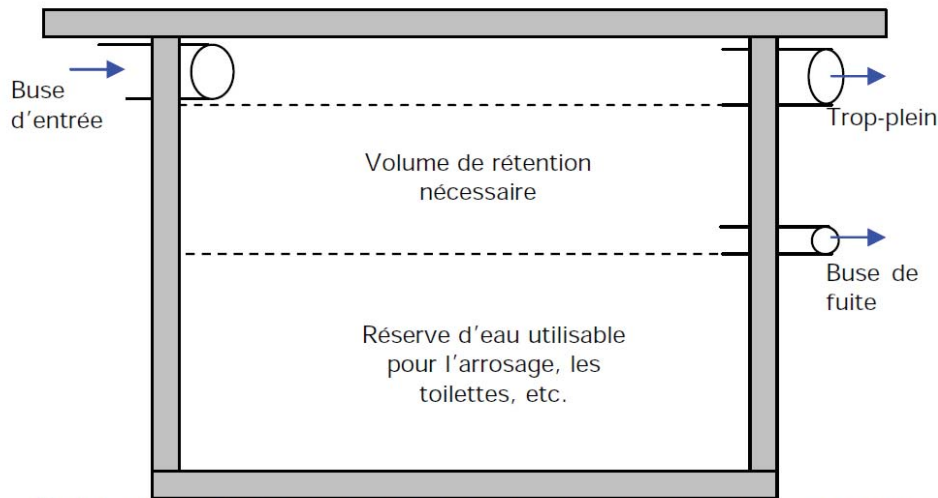 Buse
d'entrée
Trop-plein
Volume de rétention
nécessaire
Buse de
fuite
Réserve d'eau utilisable
pour l'arrosage, les
toilettes, etc.